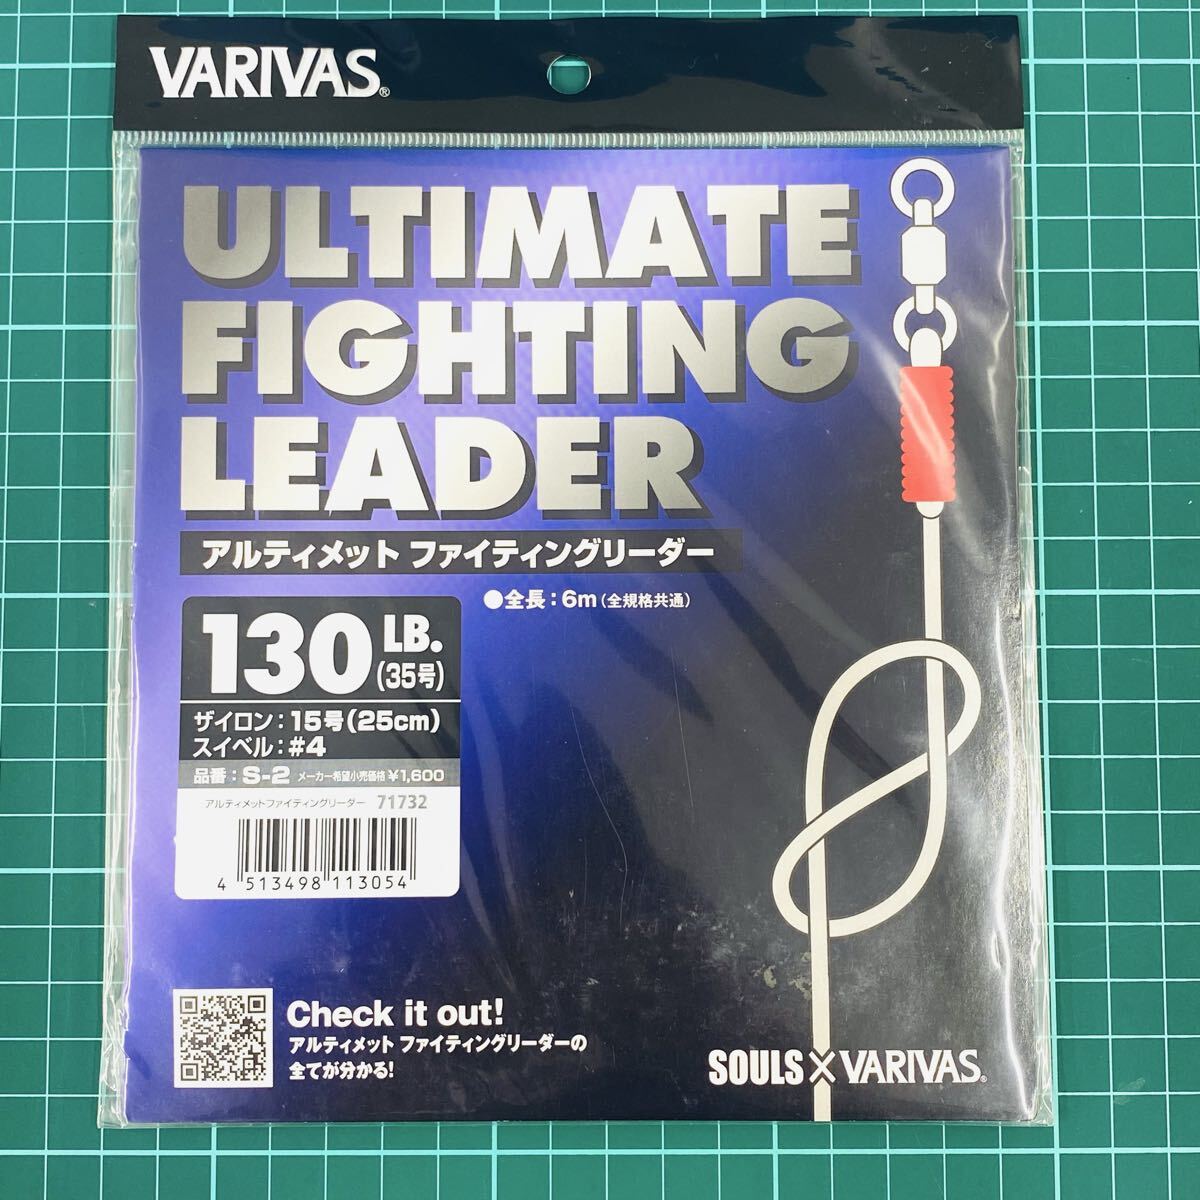 VARIVAS®
ULTIMATE
FIGHTING
LEADER
アルティメット ファイティングリーダー
●全長：6m（全規格共通）
130 LB.
(35号)
ザイロン：15号(25cm)
スイベル：#4
品番：S-2 メーカー希望小売価格 ¥1,600
アルティメットファイティングリーダー 71732
4 513498 113054
Check it out!
アルティメット ファイティングリーダーの
全てが分かる!
SOULS×VARIVAS®